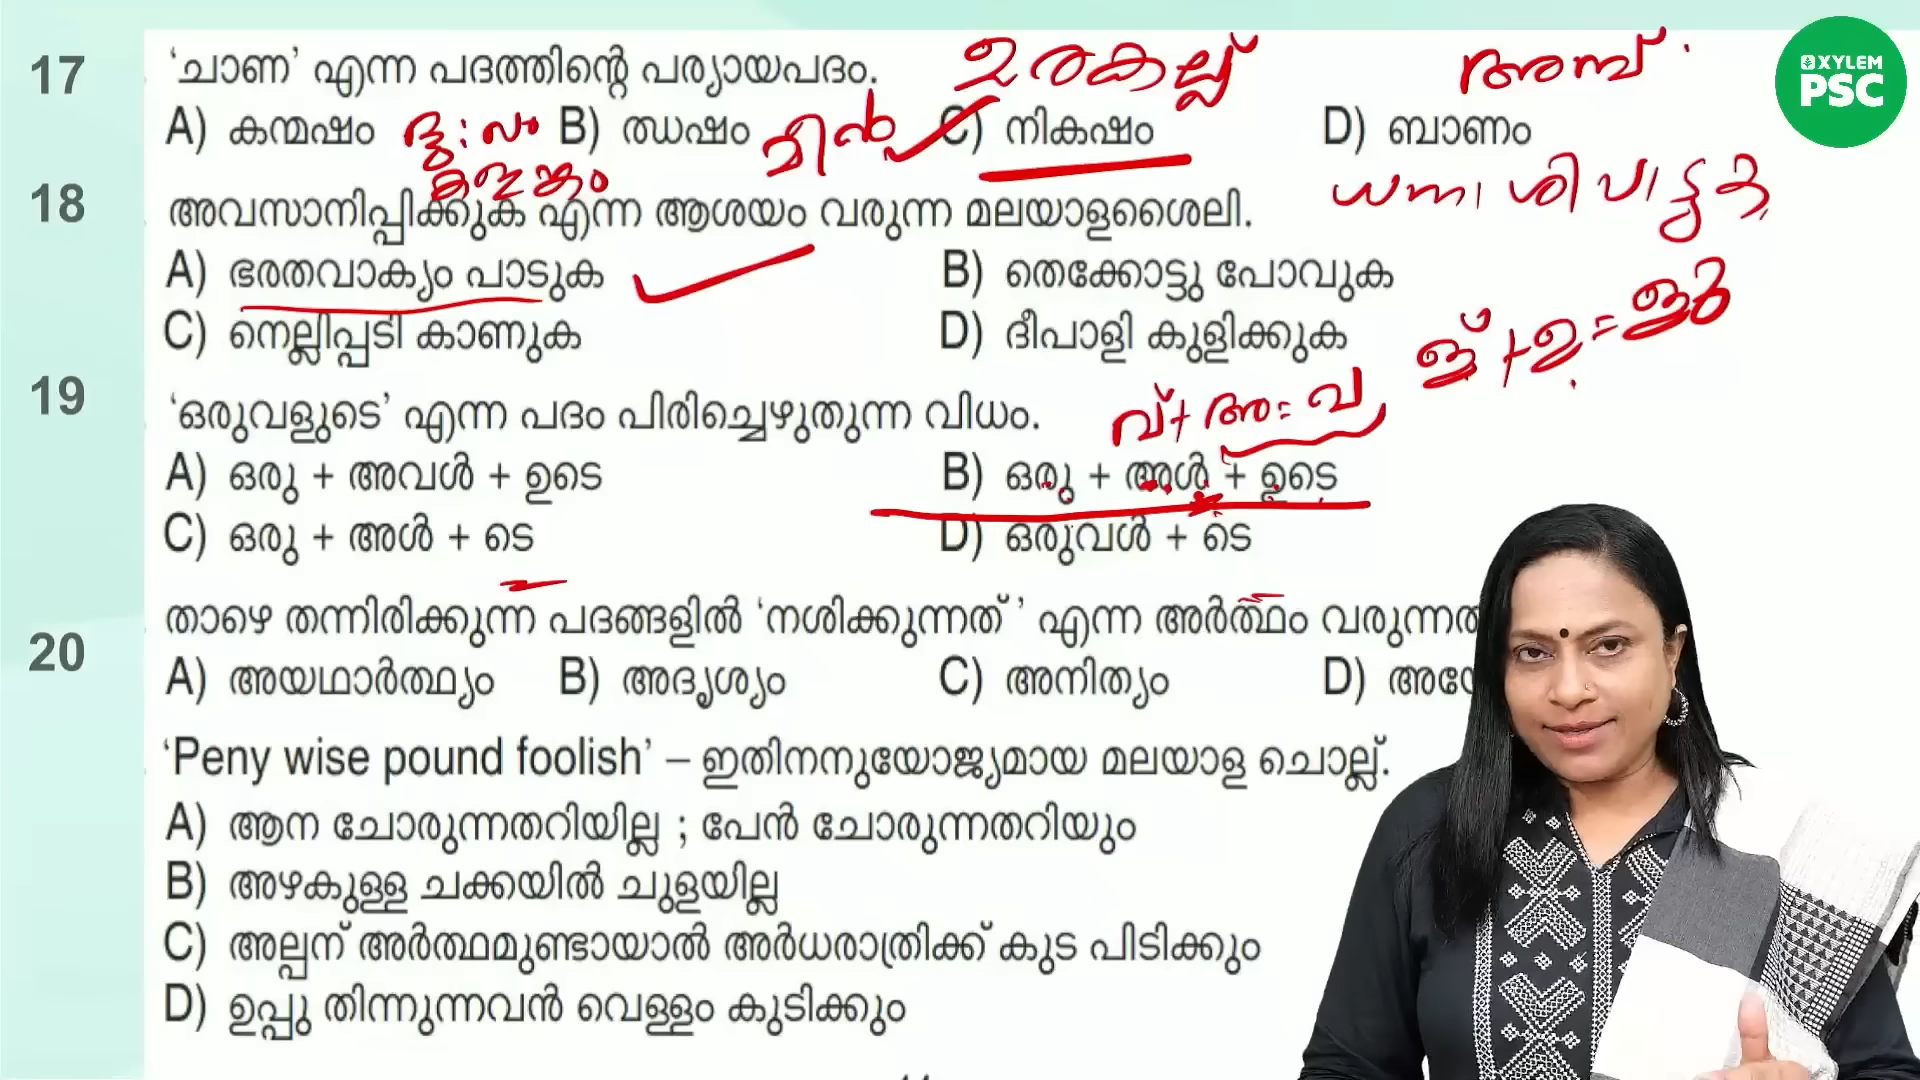 XYLEM
PSC
17
'ചാണ' എന്ന പദത്തിന്റെ പര്യായപദം.
ഉരകല്ല്
അമ്പ്
A) കന്മഷം
B) ഝഷം
മീൻ
C) നികഷം
D) ബാണം
കളങ്കം
18
അവസാനിപ്പിക്കുക എന്ന ആശയം വരുന്ന മലയാളശൈലി.
A) ഭരതവാക്യം പാടുക
B) തെക്കോട്ടു പോവുക
C) നെല്ലിപ്പടി കാണുക
D) ദീപാളി കുളിക്കുക
19
'ഒരുവളുടെ' എന്ന പദം പിരിച്ചെഴുതുന്ന വിധം.
വ്+അ=വ
ള്+ഉ=ളു
A) ഒരു + അവൾ + ഉടെ
B) ഒരു + അൾ + ഉടെ
C) ഒരു + അൾ + ടെ
D) ഒരുവൾ + ടെ
താഴെ തന്നിരിക്കുന്ന പദങ്ങളിൽ 'നശിക്കുന്നത് ' എന്ന അർത്ഥം
20
A) അയഥാർത്ഥ്യം
B) അദൃശ്യം
C) അനിത്യം
D)
'Peny wise pound foolish' – ഇതിനനുയോജ്യമായ മലയാള ചൊല്ല്.
A) ആന ചോരുന്നതറിയില്ല ; പേൻ ചോരുന്നതറിയും
B) അഴകുള്ള ചക്കയിൽ ചുളയില്ല
C) അല്പന് അർത്ഥമുണ്ടായാൽ അർധരാത്രിക്ക് കുട പിടിക്കും
D) ഉപ്പു തിന്നുന്നവൻ വെള്ളം കുടിക്കും